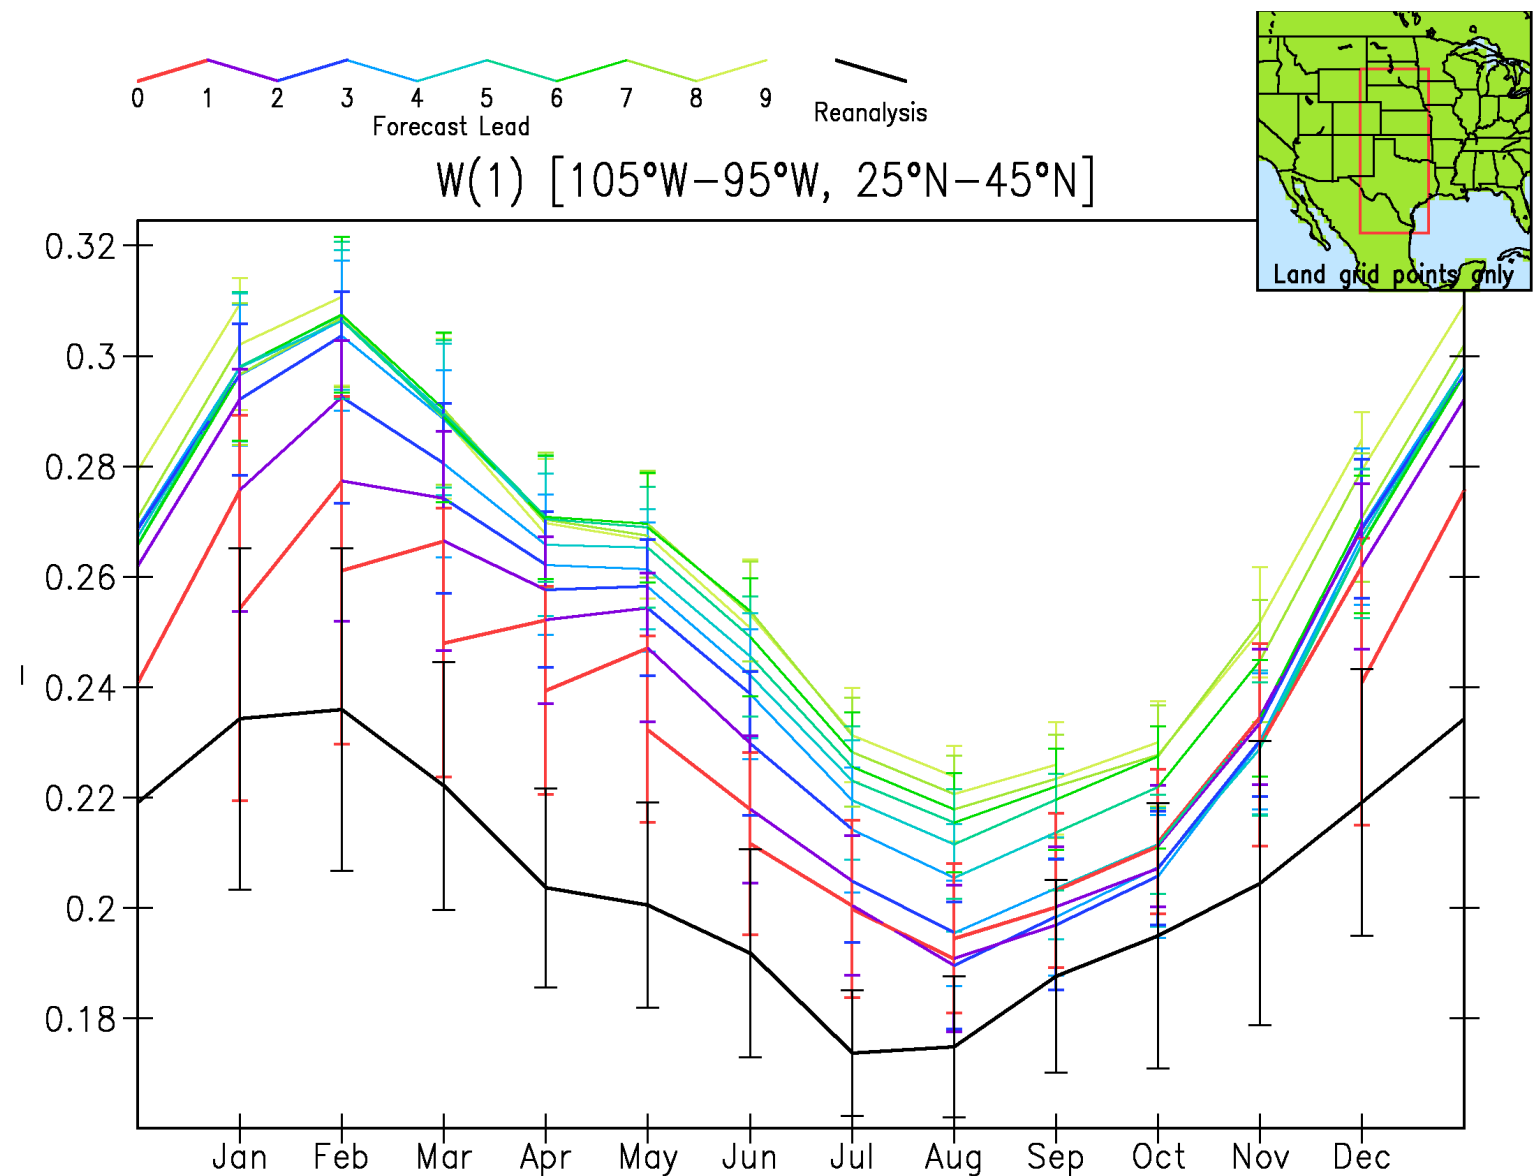 0 1 2 3 4 5 6 7 8 9
Forecast Lead
Reanalysis
W(1) [105°W–95°W, 25°N–45°N]
Land grid points only
0.32
0.3
0.28
0.26
0.24
0.22
0.2
0.18
–
Jan Feb Mar Apr May Jun Jul Aug Sep Oct Nov Dec